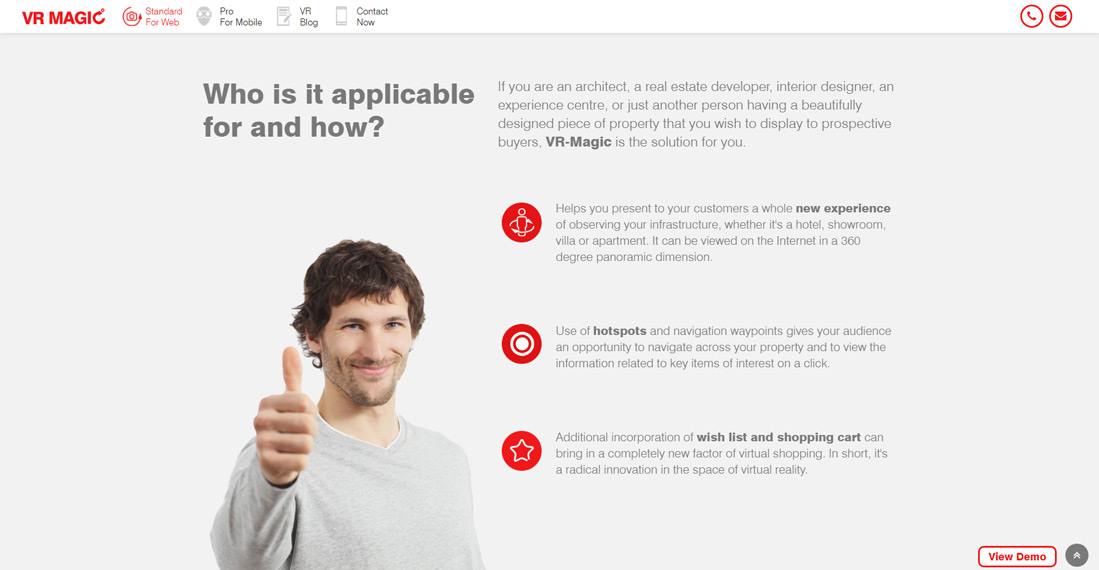 VR MAGIC
Standard
For Web
Pro
For Mobile
VR
Blog
Contact
Now
Who is it applicable
for and how?
If you are an architect, a real estate developer, interior designer, an
experience centre, or just another person having a beautifully
designed piece of property that you wish to display to prospective
buyers, VR-Magic is the solution for you.
Helps you present to your customers a whole new experience
of observing your infrastructure, whether it's a hotel, showroom,
villa or apartment. It can be viewed on the Internet in a 360
degree panoramic dimension.
Use of hotspots and navigation waypoints gives your audience
an opportunity to navigate across your property and to view the
information related to key items of interest on a click.
Additional incorporation of wish list and shopping cart can
bring in a completely new factor of virtual shopping. In short, it's
a radical innovation in the space of virtual reality.
View Demo